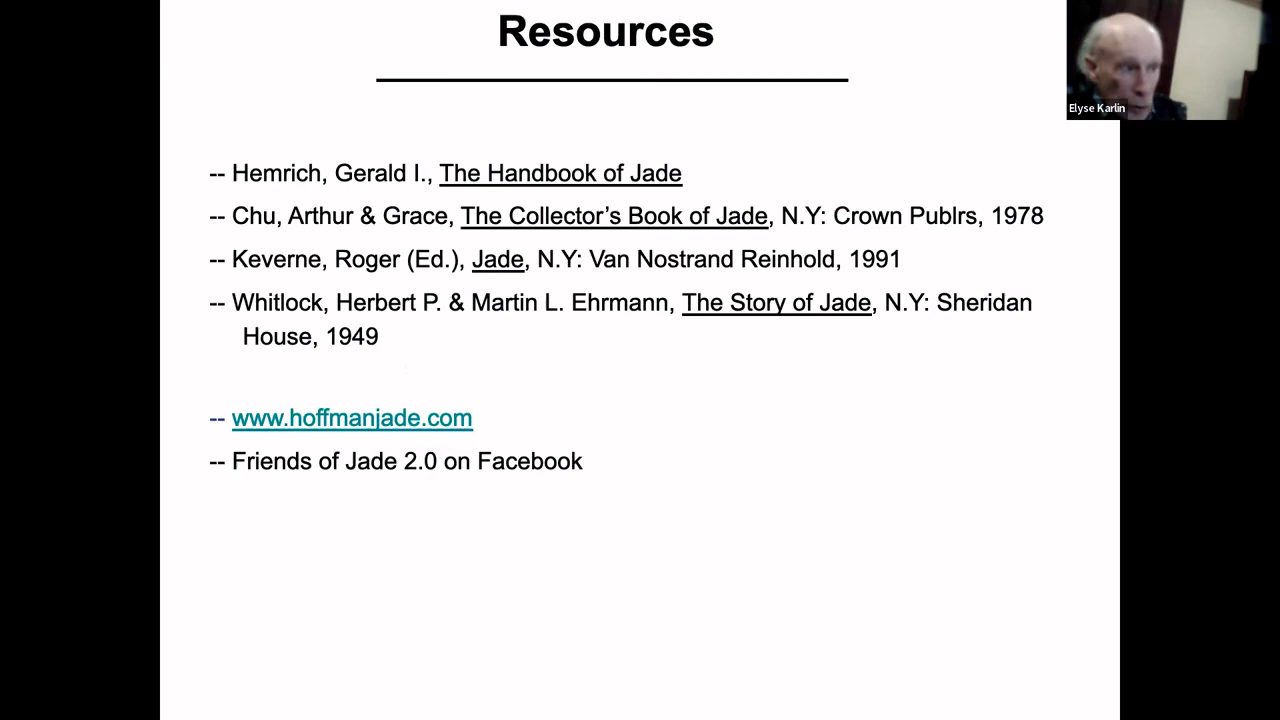 Resources
Elyse Karlin
-- Hemrich, Gerald I., The Handbook of Jade
-- Chu, Arthur & Grace, The Collector’s Book of Jade, N.Y: Crown Publrs, 1978
-- Keverne, Roger (Ed.), Jade, N.Y: Van Nostrand Reinhold, 1991
-- Whitlock, Herbert P. & Martin L. Ehrmann, The Story of Jade, N.Y: Sheridan
House, 1949
-- www.hoffmanjade.com
-- Friends of Jade 2.0 on Facebook